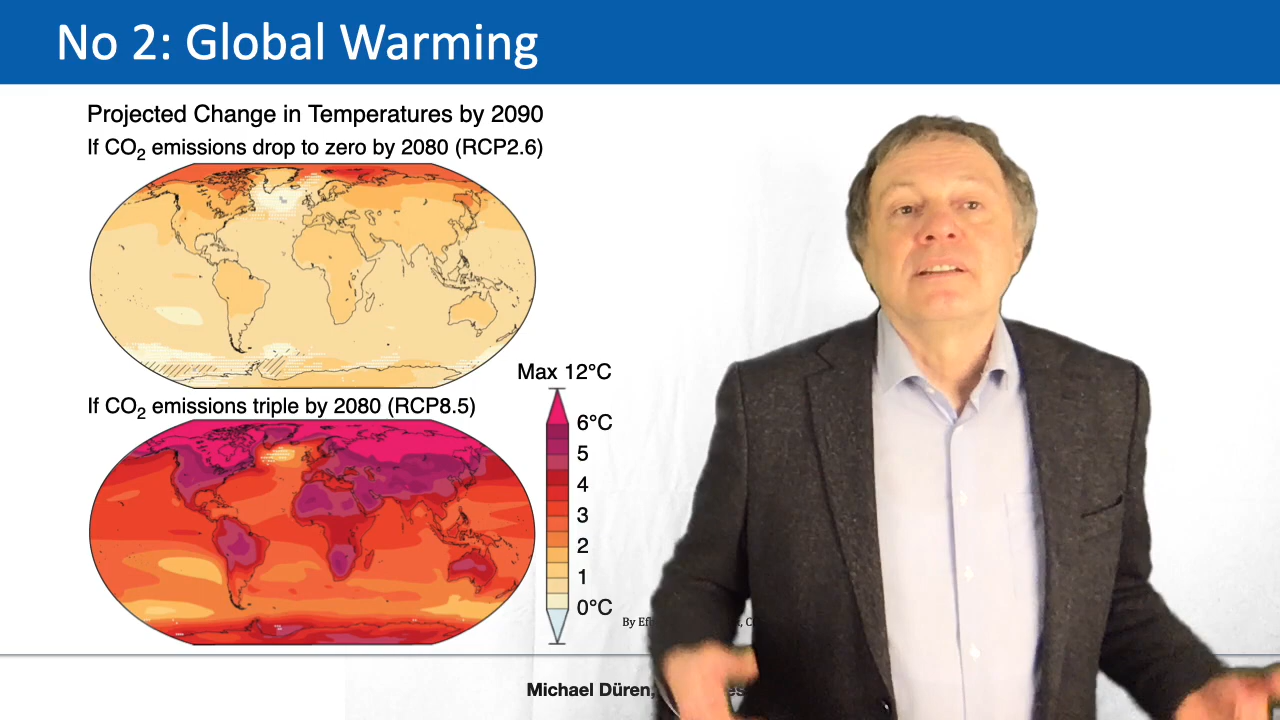 No 2: Global Warming
Projected Change in Temperatures by 2090
If CO₂ emissions drop to zero by 2080 (RCP2.6)
Max 12°C
If CO₂ emissions triple by 2080 (RCP8.5)
6°C
5
4
3
2
1
0°C
By
Michael Düren,